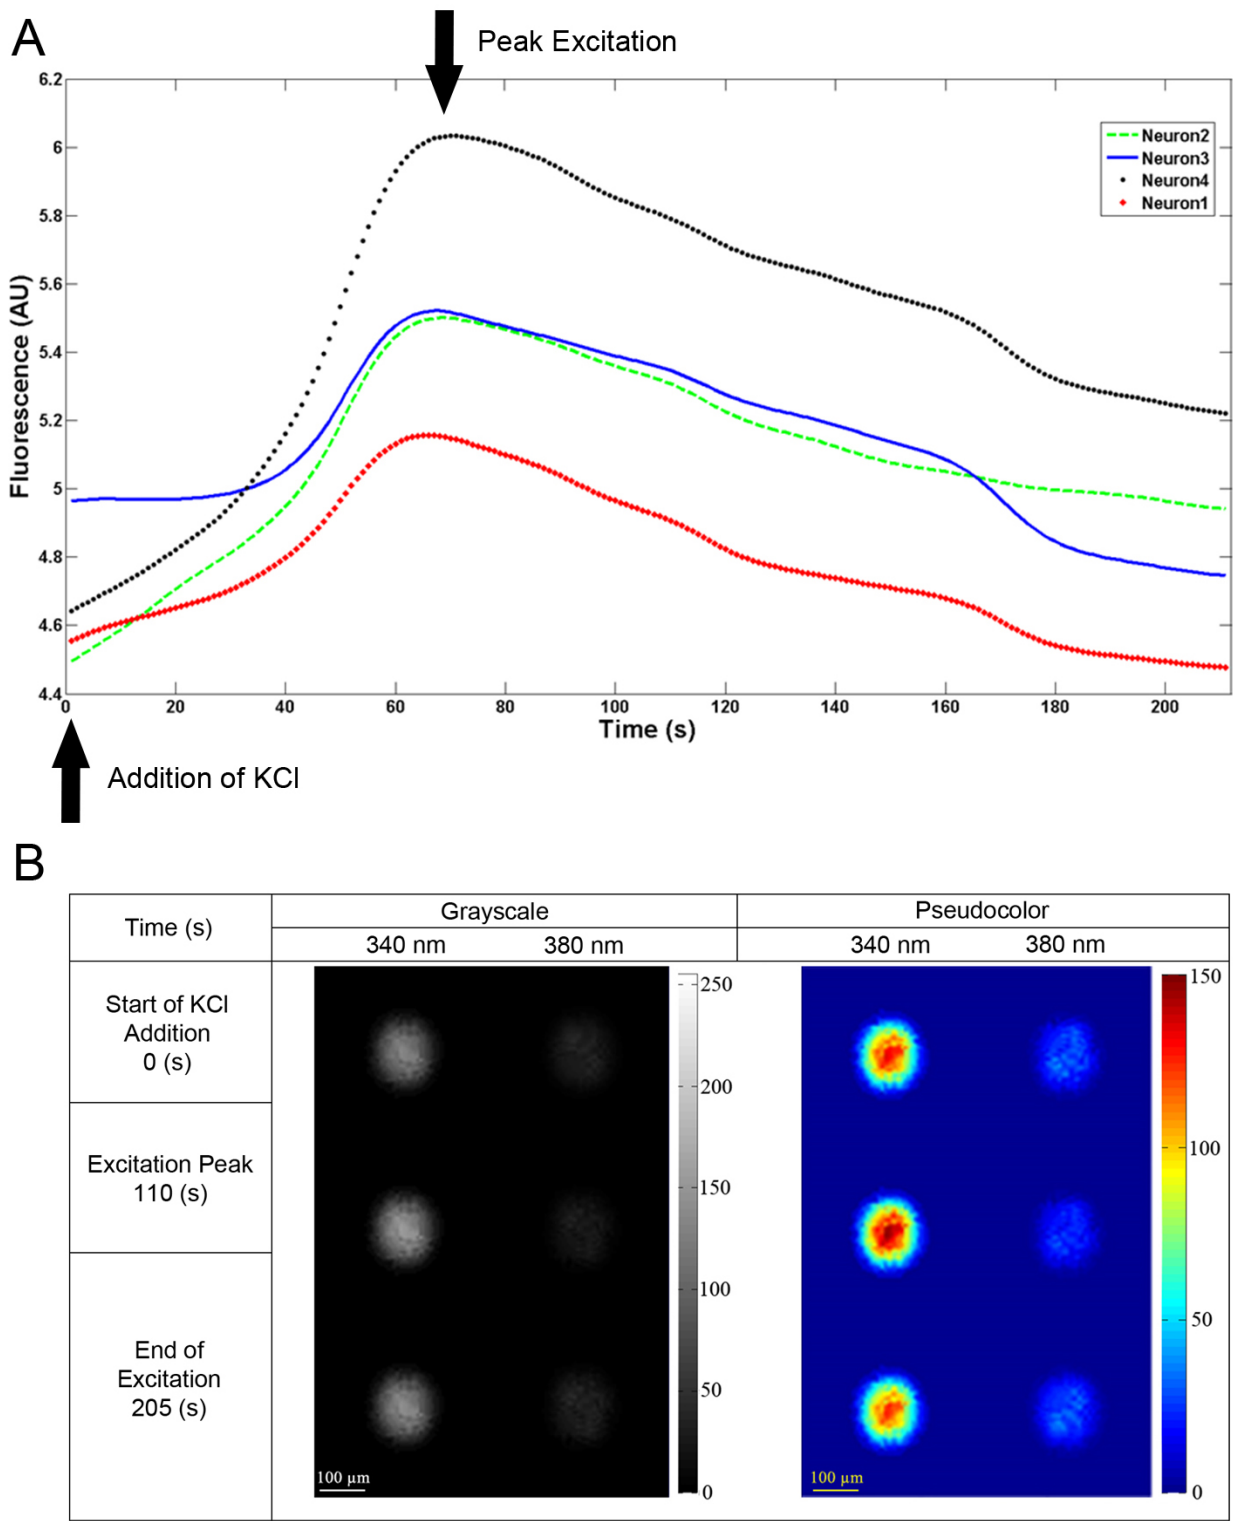 A
Peak Excitation
6.2
6
5.8
5.6
5.4
5.2
5
4.8
4.6
4.4
Fluorescence (AU)
Neuron2
Neuron3
Neuron4
Neuron1
0 20 40 60 80 100 120 140 160 180 200
Time (s)
Addition of KCl
B
Time (s)
Grayscale
Pseudocolor
340 nm 380 nm
340 nm 380 nm
Start of KCl
Addition
0 (s)
Excitation Peak
110 (s)
End of
Excitation
205 (s)
100 µm
250
200
150
100
50
0
100 µm
150
100
50
0